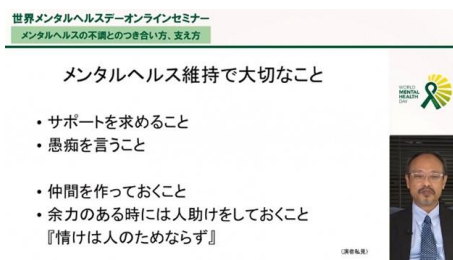 世界メンタルヘルスデーオンラインセミナー
メンタルヘルスの不調とのつき合い方、支え方
メンタルヘルス維持で大切なこと
• サポートを求めること
• 愚痴を言うこと
• 仲間を作っておくこと
• 余力のある時には人助けをしておくこと
『情けは人のためならず』
(演者私見)
WORLD
MENTAL
HEALTH
DAY